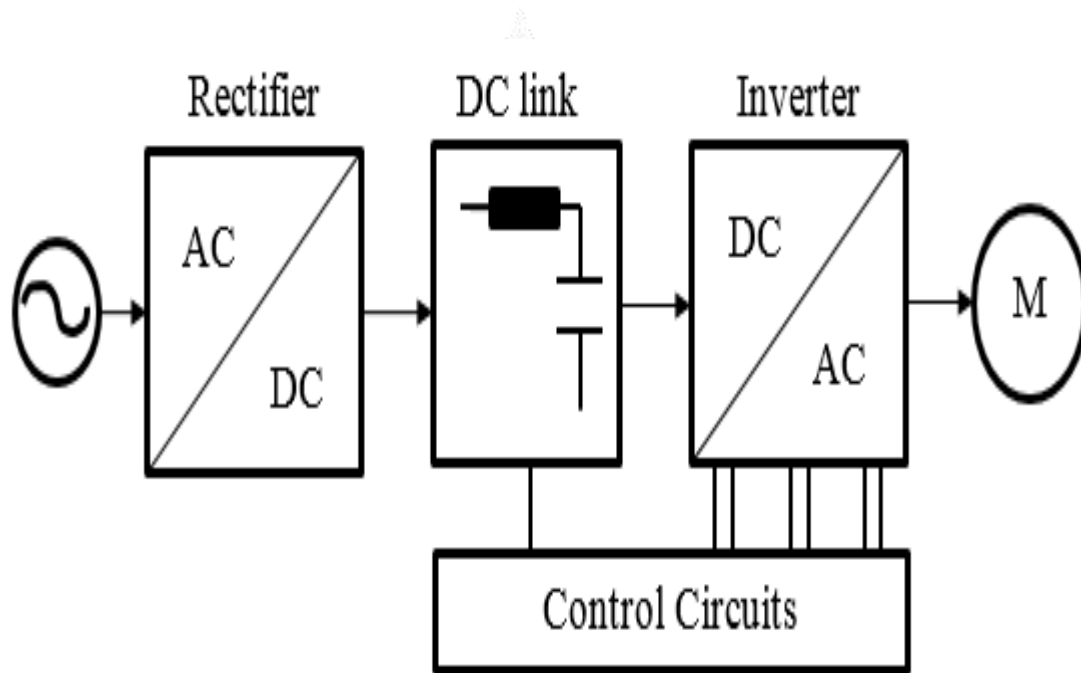 Rectifier
DC link
Inverter
AC
DC
DC
AC
M
Control Circuits